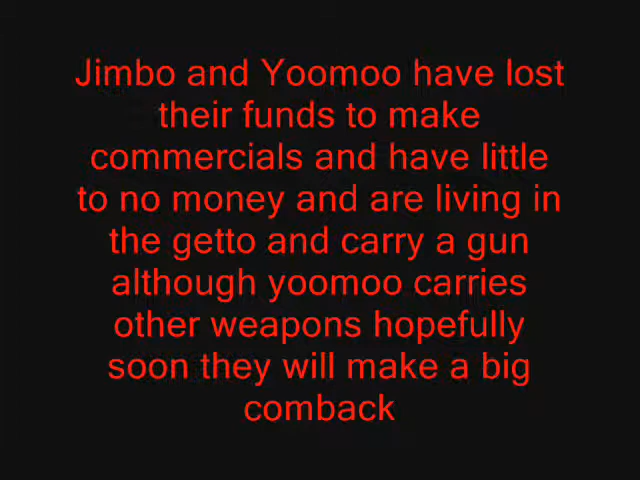 Jimbo and Yoomoo have lost
their funds to make
commercials and have little
to no money and are living in
the getto and carry a gun
although yoomoo carries
other weapons hopefully
soon they will make a big
comback